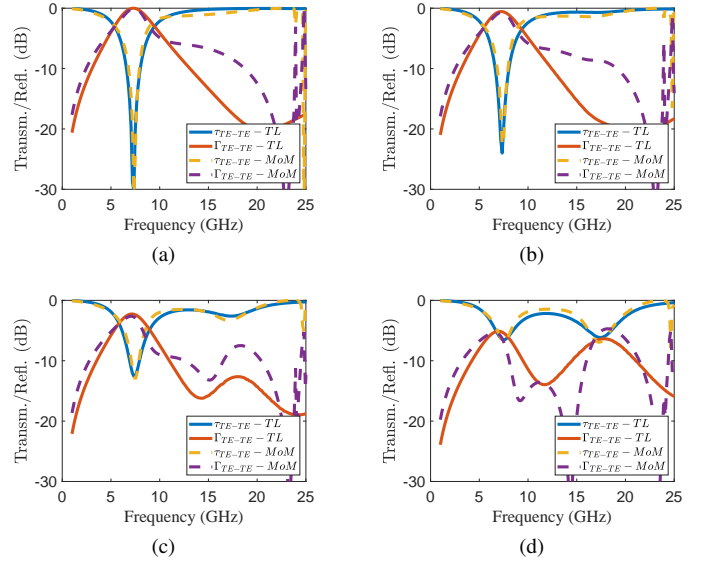 0
-10
-20
-30
Transm./Refl. (dB)
τTE−TE − TL
ΓTE−TE − TL
τTE−TE − MoM
ΓTE−TE − MoM
0 5 10 15 20 25
Frequency (GHz)
(a)
0
-10
-20
-30
Transm./Refl. (dB)
τTE−TE − TL
ΓTE−TE − TL
τTE−TE − MoM
ΓTE−TE − MoM
0 5 10 15 20 25
Frequency (GHz)
(b)
0
-10
-20
-30
Transm./Refl. (dB)
τTE−TE − TL
ΓTE−TE − TL
τTE−TE − MoM
ΓTE−TE − MoM
0 5 10 15 20 25
Frequency (GHz)
(c)
0
-10
-20
-30
Transm./Refl. (dB)
τTE−TE − TL
ΓTE−TE − TL
τTE−TE − MoM
ΓTE−TE − MoM
0 5 10 15 20 25
Frequency (GHz)
(d)